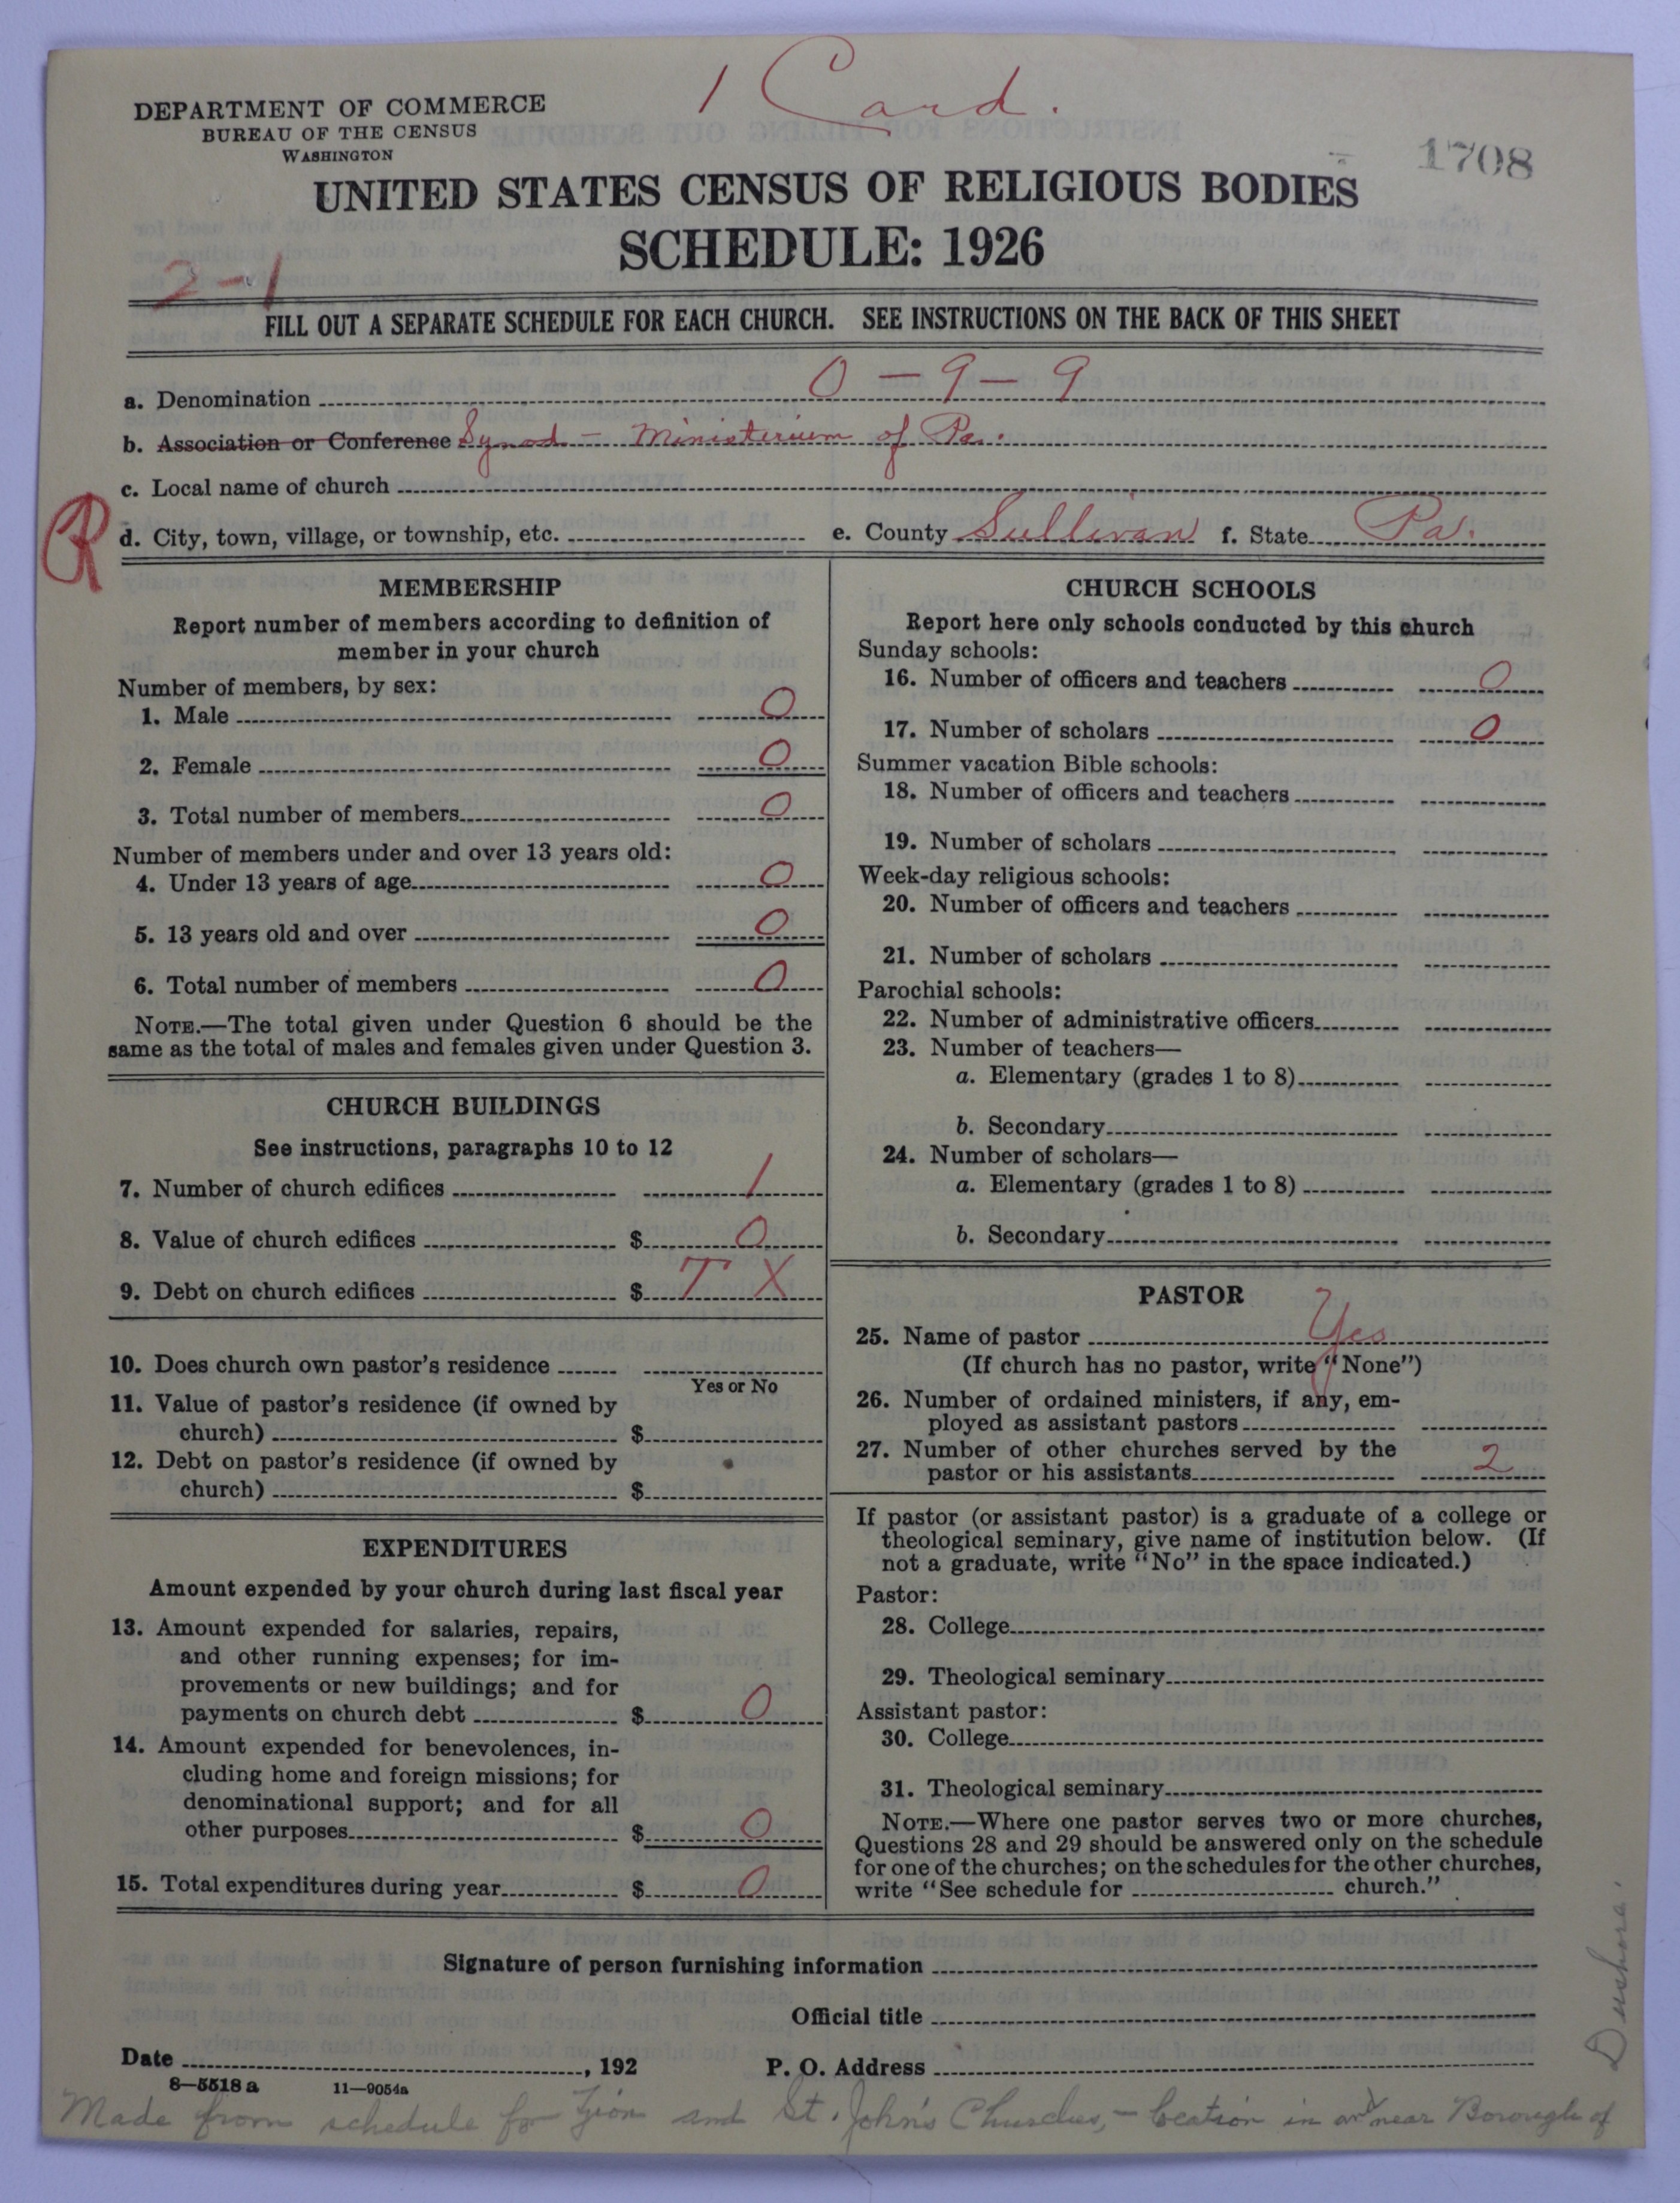 1 Card.
DEPARTMENT OF COMMERCE
BUREAU OF THE CENSUS
WASHINGTON
1708
UNITED STATES CENSUS OF RELIGIOUS BODIES
SCHEDULE: 1926
2-1
FILL OUT A SEPARATE SCHEDULE FOR EACH CHURCH. SEE INSTRUCTIONS ON THE BACK OF THIS SHEET
a. Denomination 0-9-9
b. Association or Conference Synod - Ministerium of Pa.
c. Local name of church
R
d. City, town, village, or township, etc. e. County Sullivan f. State Pa.
MEMBERSHIP
Report number of members according to definition of
member in your church
Number of members, by sex:
1. Male 0
2. Female 0
3. Total number of members 0
Number of members under and over 13 years old:
4. Under 13 years of age 0
5. 13 years old and over 0
6. Total number of members 0
NOTE.—The total given under Question 6 should be the
same as the total of males and females given under Question 3.
CHURCH BUILDINGS
See instructions, paragraphs 10 to 12
7. Number of church edifices 1
8. Value of church edifices $ 0
9. Debt on church edifices $ T X
10. Does church own pastor's residence
Yes or No
11. Value of pastor's residence (if owned by
church) $
12. Debt on pastor's residence (if owned by
church) $
EXPENDITURES
Amount expended by your church during last fiscal year
13. Amount expended for salaries, repairs,
and other running expenses; for im-
provements or new buildings; and for
payments on church debt $ 0
14. Amount expended for benevolences, in-
cluding home and foreign missions; for
denominational support; and for all
other purposes $ 0
15. Total expenditures during year $ 0
CHURCH SCHOOLS
Report here only schools conducted by this church
Sunday schools:
16. Number of officers and teachers 0
17. Number of scholars 0
Summer vacation Bible schools:
18. Number of officers and teachers
19. Number of scholars
Week-day religious schools:
20. Number of officers and teachers
21. Number of scholars
Parochial schools:
22. Number of administrative officers
23. Number of teachers—
a. Elementary (grades 1 to 8)
b. Secondary
24. Number of scholars—
a. Elementary (grades 1 to 8)
b. Secondary
PASTOR
25. Name of pastor Yes
(If church has no pastor, write "None")
26. Number of ordained ministers, if any, em-
ployed as assistant pastors
27. Number of other churches served by the
pastor or his assistants 2
If pastor (or assistant pastor) is a graduate of a college or
theological seminary, give name of institution below. (If
not a graduate, write "No" in the space indicated.)
Pastor:
28. College
29. Theological seminary
Assistant pastor:
30. College
31. Theological seminary
NOTE.—Where one pastor serves two or more churches,
Questions 28 and 29 should be answered only on the schedule
for one of the churches; on the schedules for the other churches,
write "See schedule for church."
Signature of person furnishing information
Official title
Date , 192 P. O. Address
8—5518 a 11—9054a
Made from schedule for Zion and St. John's Churches, - location in or near Borough of
Dushore.